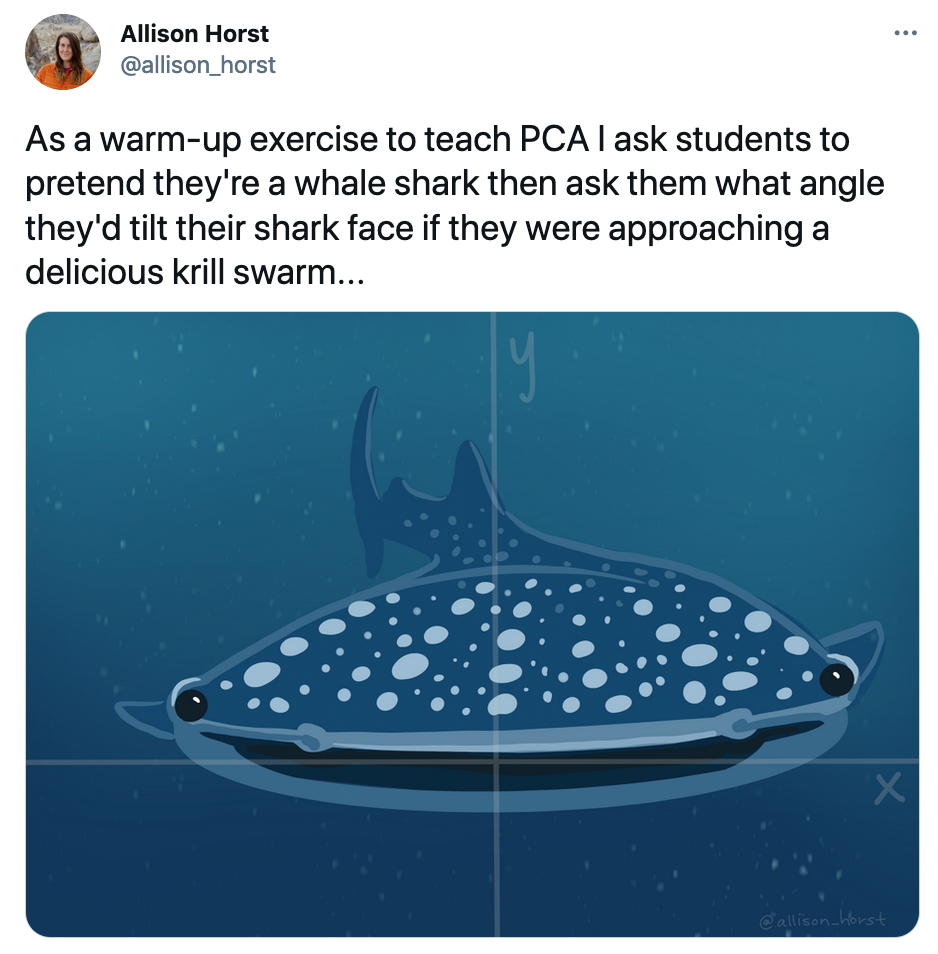 Allison Horst
@allison_horst
As a warm-up exercise to teach PCA I ask students to
pretend they're a whale shark then ask them what angle
they'd tilt their shark face if they were approaching a
delicious krill swarm...
y
x
@allison_horst